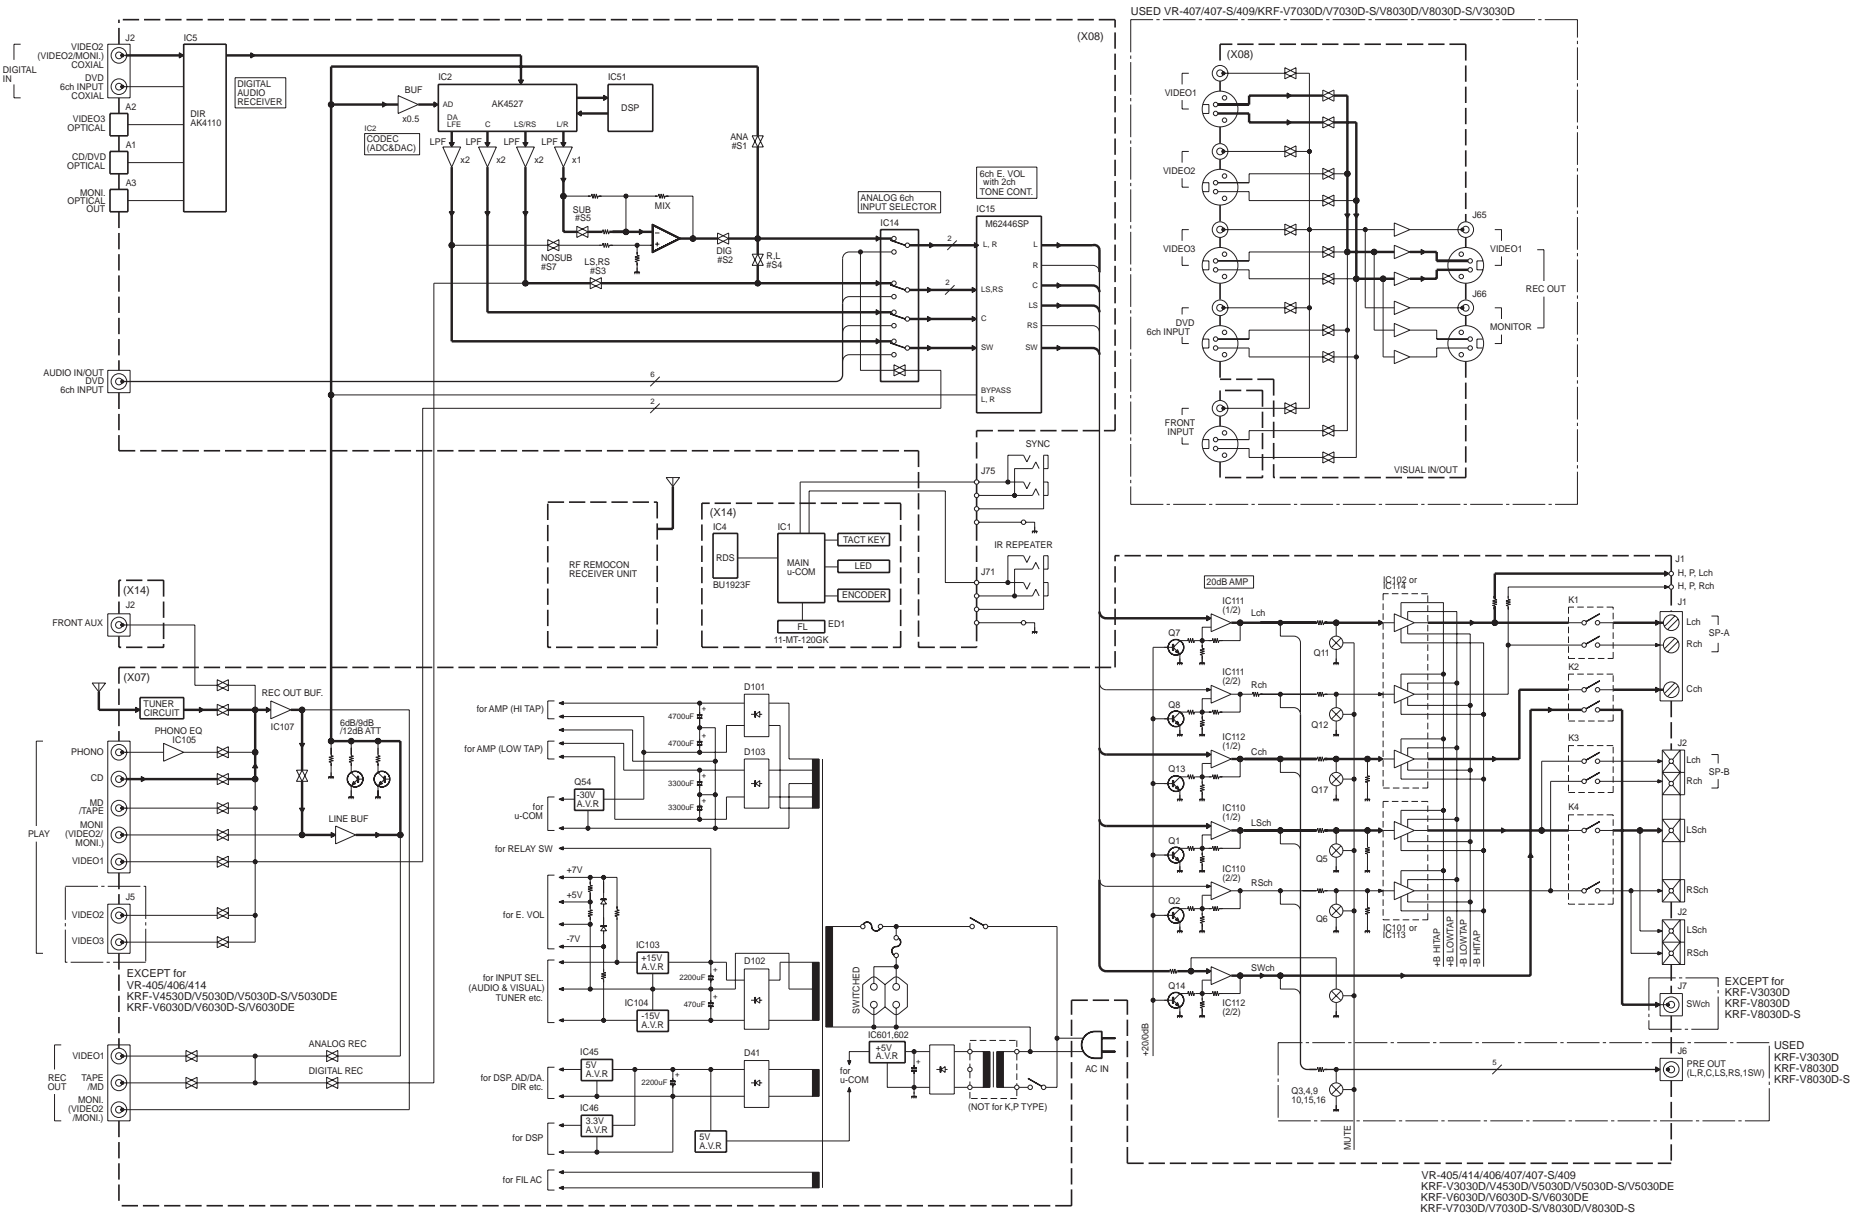 USED VR-407/407-S/409/KRF-V7030D/V7030D-S/V8030D/V8030D-S/V3030D
(X08)
J2
IC5
VIDEO2
(VIDEO2/MONI.)
COXIAL
DIGITAL
IN
DVD
6ch INPUT
COXIAL
A2
VIDEO3
OPTICAL
A1
CD/DVD
OPTICAL
A3
MONI.
OPTICAL
OUT
DIR
AK4110
DIGITAL
AUDIO
RECEIVER
BUF
x0.5
IC2
CODEC
(ADC&DAC)
IC2
AK4527
AD
DA
LFE
C
LS/RS
L/R
IC51
DSP
LPF
x2
LPF
x2
LPF
x2
LPF
x1
ANA
#S1
SUB
#S5
MIX
NOSUB
#S7
LS,RS
#S3
DIG
#S2
R,L
#S4
ANALOG 6ch
INPUT SELECTOR
IC14
6ch E. VOL
with 2ch
TONE CONT.
IC15
M62446SP
2
L, R
L
R
2
LS,RS
C
LS
C
RS
SW
SW
BYPASS
L, R
AUDIO IN/OUT
DVD
6ch INPUT
6
2
(X08)
VIDEO1
VIDEO2
VIDEO3
DVD
6ch INPUT
FRONT
INPUT
J65
VIDEO1
REC OUT
J66
MONITOR
VISUAL IN/OUT
SYNC
J75
IR REPEATER
J71
RF REMOCON
RECEIVER UNIT
(X14)
IC4
RDS
BU1923F
IC1
MAIN
u-COM
TACT KEY
LED
ENCODER
FL
ED1
11-MT-120GK
(X14)
J2
FRONT AUX
(X07)
TUNER
CIRCUIT
REC OUT BUF.
IC107
PHONO EQ
IC105
6dB/9dB
/12dB ATT
PHONO
CD
MD
/TAPE
MONI
(VIDEO2/
MONI.)
PLAY
VIDEO1
LINE BUF
J5
VIDEO2
VIDEO3
EXCEPT for
VR-405/406/414
KRF-V4530D/V5030D/V5030D-S/V5030DE
KRF-V6030D/V6030D-S/V6030DE
VIDEO1
REC
OUT
TAPE
/MD
MONI.
(VIDEO2
/MONI.)
ANALOG REC
DIGITAL REC
for AMP (HI TAP)
for AMP (LOW TAP)
for
u-COM
Q54
-30V
A.V.R
D101
4700uF
+
4700uF
+
D103
3300uF
+
3300uF
+
for RELAY SW
+7V
+5V
for E. VOL
-7V
for INPUT SEL.
(AUDIO & VISUAL)
TUNER etc.
IC103
+15V
A.V.R
IC104
-15V
A.V.R
2200uF
+
470uF
+
D102
for DSP. AD/DA.
DIR etc.
IC45
5V
A.V.R
2200uF
+
D41
for DSP
IC46
3.3V
A.V.R
5V
A.V.R
for FIL AC
SWITCHED
IC601,602
+5V
A.V.R
+
for
u-COM
(NOT for K,P TYPE)
AC IN
20dB AMP
+20/0dB
IC111
(1/2)
Lch
Q7
Q11
IC111
(2/2)
Rch
Q8
Q12
IC112
(1/2)
Cch
Q13
Q17
IC110
(1/2)
LSch
Q1
Q5
IC110
(2/2)
RSch
Q2
Q6
SWch
Q14
IC112
(2/2)
IC102 or
IC114
IC101 or
IC113
+B HITAP
+B LOWTAP
-B LOWTAP
-B HITAP
K1
K2
K3
K4
J1
H, P, Lch
H, P, Rch
J1
Lch
SP-A
Rch
Cch
J2
Lch
SP-B
Rch
LSch
RSch
J2
LSch
RSch
J7
SWch
EXCEPT for
KRF-V3030D
KRF-V8030D
KRF-V8030D-S
USED
KRF-V3030D
KRF-V8030D
KRF-V8030D-S
J6
PRE OUT
(L,R,C,LS,RS,1SW)
5
Q3,4,9
10,15,16
MUTE
VR-405/414/406/407/407-S/409
KRF-V3030D/V4530D/V5030D/V5030D-S/V5030DE
KRF-V6030D/V6030D-S/V6030DE
KRF-V7030D/V7030D-S/V8030D/V8030D-S